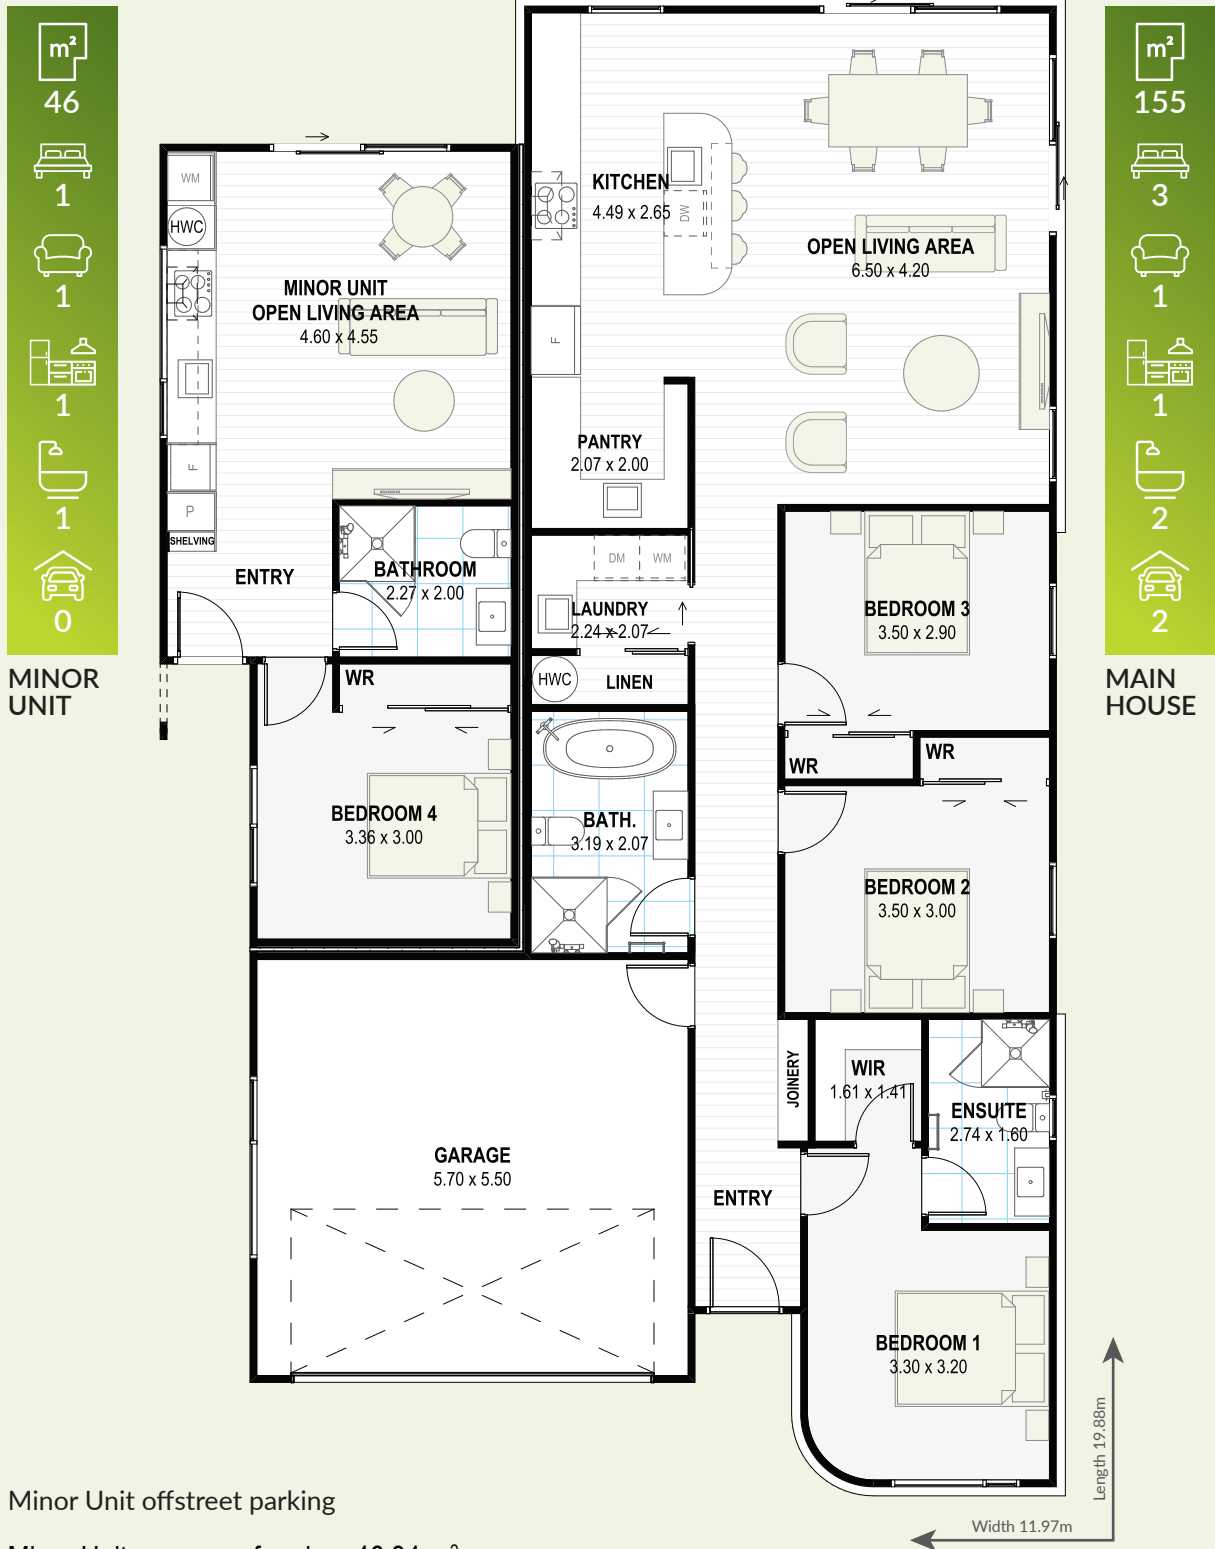 m²
46
1
1
1
1
0
MINOR
UNIT
WM
HWC
MINOR UNIT
OPEN LIVING AREA
4.60 x 4.55
F
P
SHELVING
ENTRY
BATHROOM
2.27 x 2.00
WR
BEDROOM 4
3.36 x 3.00
KITCHEN
4.49 x 2.65
DW
OPEN LIVING AREA
6.50 x 4.20
F
PANTRY
2.07 x 2.00
DM
WM
LAUNDRY
2.24 x 2.07
HWC
LINEN
BATH.
3.19 x 2.07
BEDROOM 3
3.50 x 2.90
WR
WR
BEDROOM 2
3.50 x 3.00
JOINERY
WIR
1.61 x 1.41
ENSUITE
2.74 x 1.60
GARAGE
5.70 x 5.50
ENTRY
BEDROOM 1
3.30 x 3.20
m²
155
3
1
1
2
2
MAIN
HOUSE
Length 19.88m
Width 11.97m
Minor Unit offstreet parking